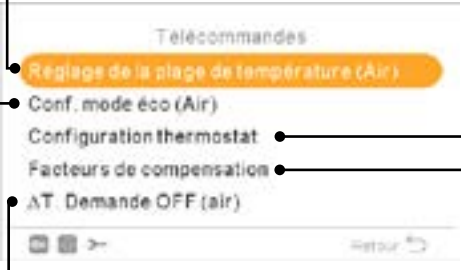 Télécommandes
Réglage de la plage de température (Air)
Conf. mode éco (Air)
Configuration thermostat
Facteurs de compensation
ΔT. Demande OFF (air)
Retour